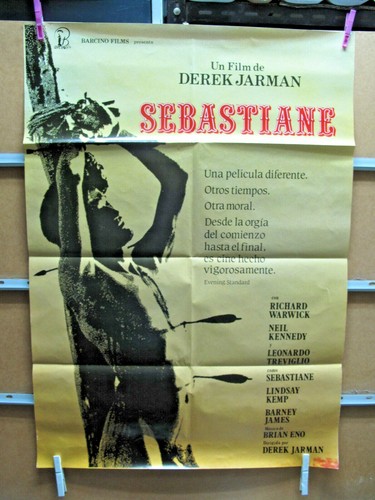 BARCINO FILMS presenta
Un Film de
DEREK JARMAN
SEBASTIANE
Una película diferente.
Otros tiempos.
Otra moral.
Desde la orgía
del comienzo
hasta el final,
es cine hecho
vigorosamente.
Evening Standard
con
RICHARD
WARWICK
NEIL
KENNEDY
y
LEONARDO
TREVIGLIO
como
SEBASTIANE
LINDSAY
KEMP
BARNEY
JAMES
Música de
BRIAN ENO
Dirigida por
DEREK JARMAN